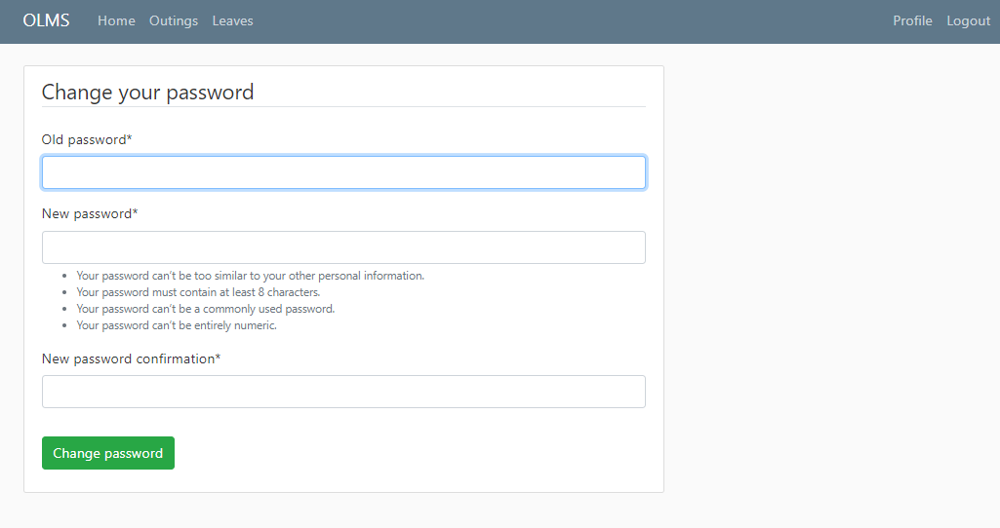 OLMS Home Outings Leaves Profile Logout
Change your password
Old password*
New password*
Your password can't be too similar to your other personal information.
Your password must contain at least 8 characters.
Your password can't be a commonly used password.
Your password can't be entirely numeric.
New password confirmation*
Change password